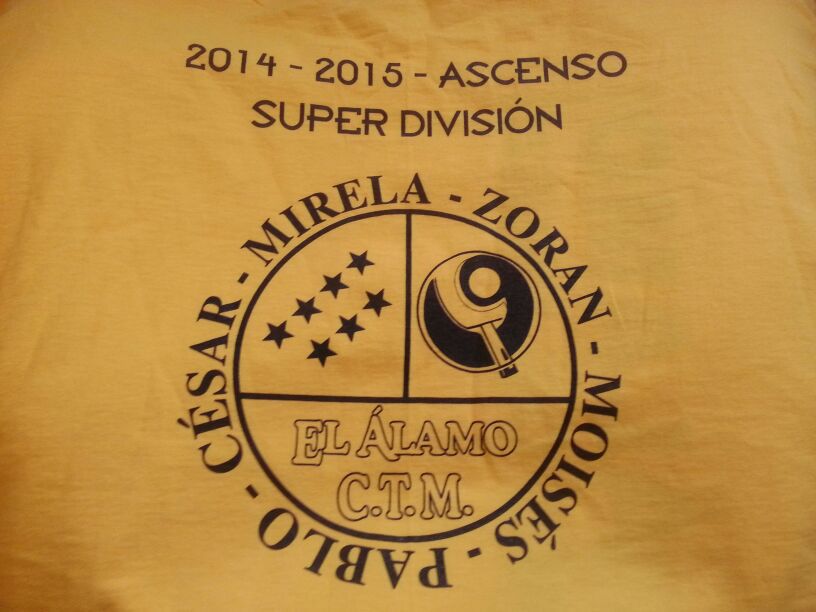 2014 - 2015 - ASCENSO
SUPER DIVISIÓN
CÉSAR - MIRELA - ZORAN - MOISÉS - PABLO -
EL ÁLAMO
C.T.M.